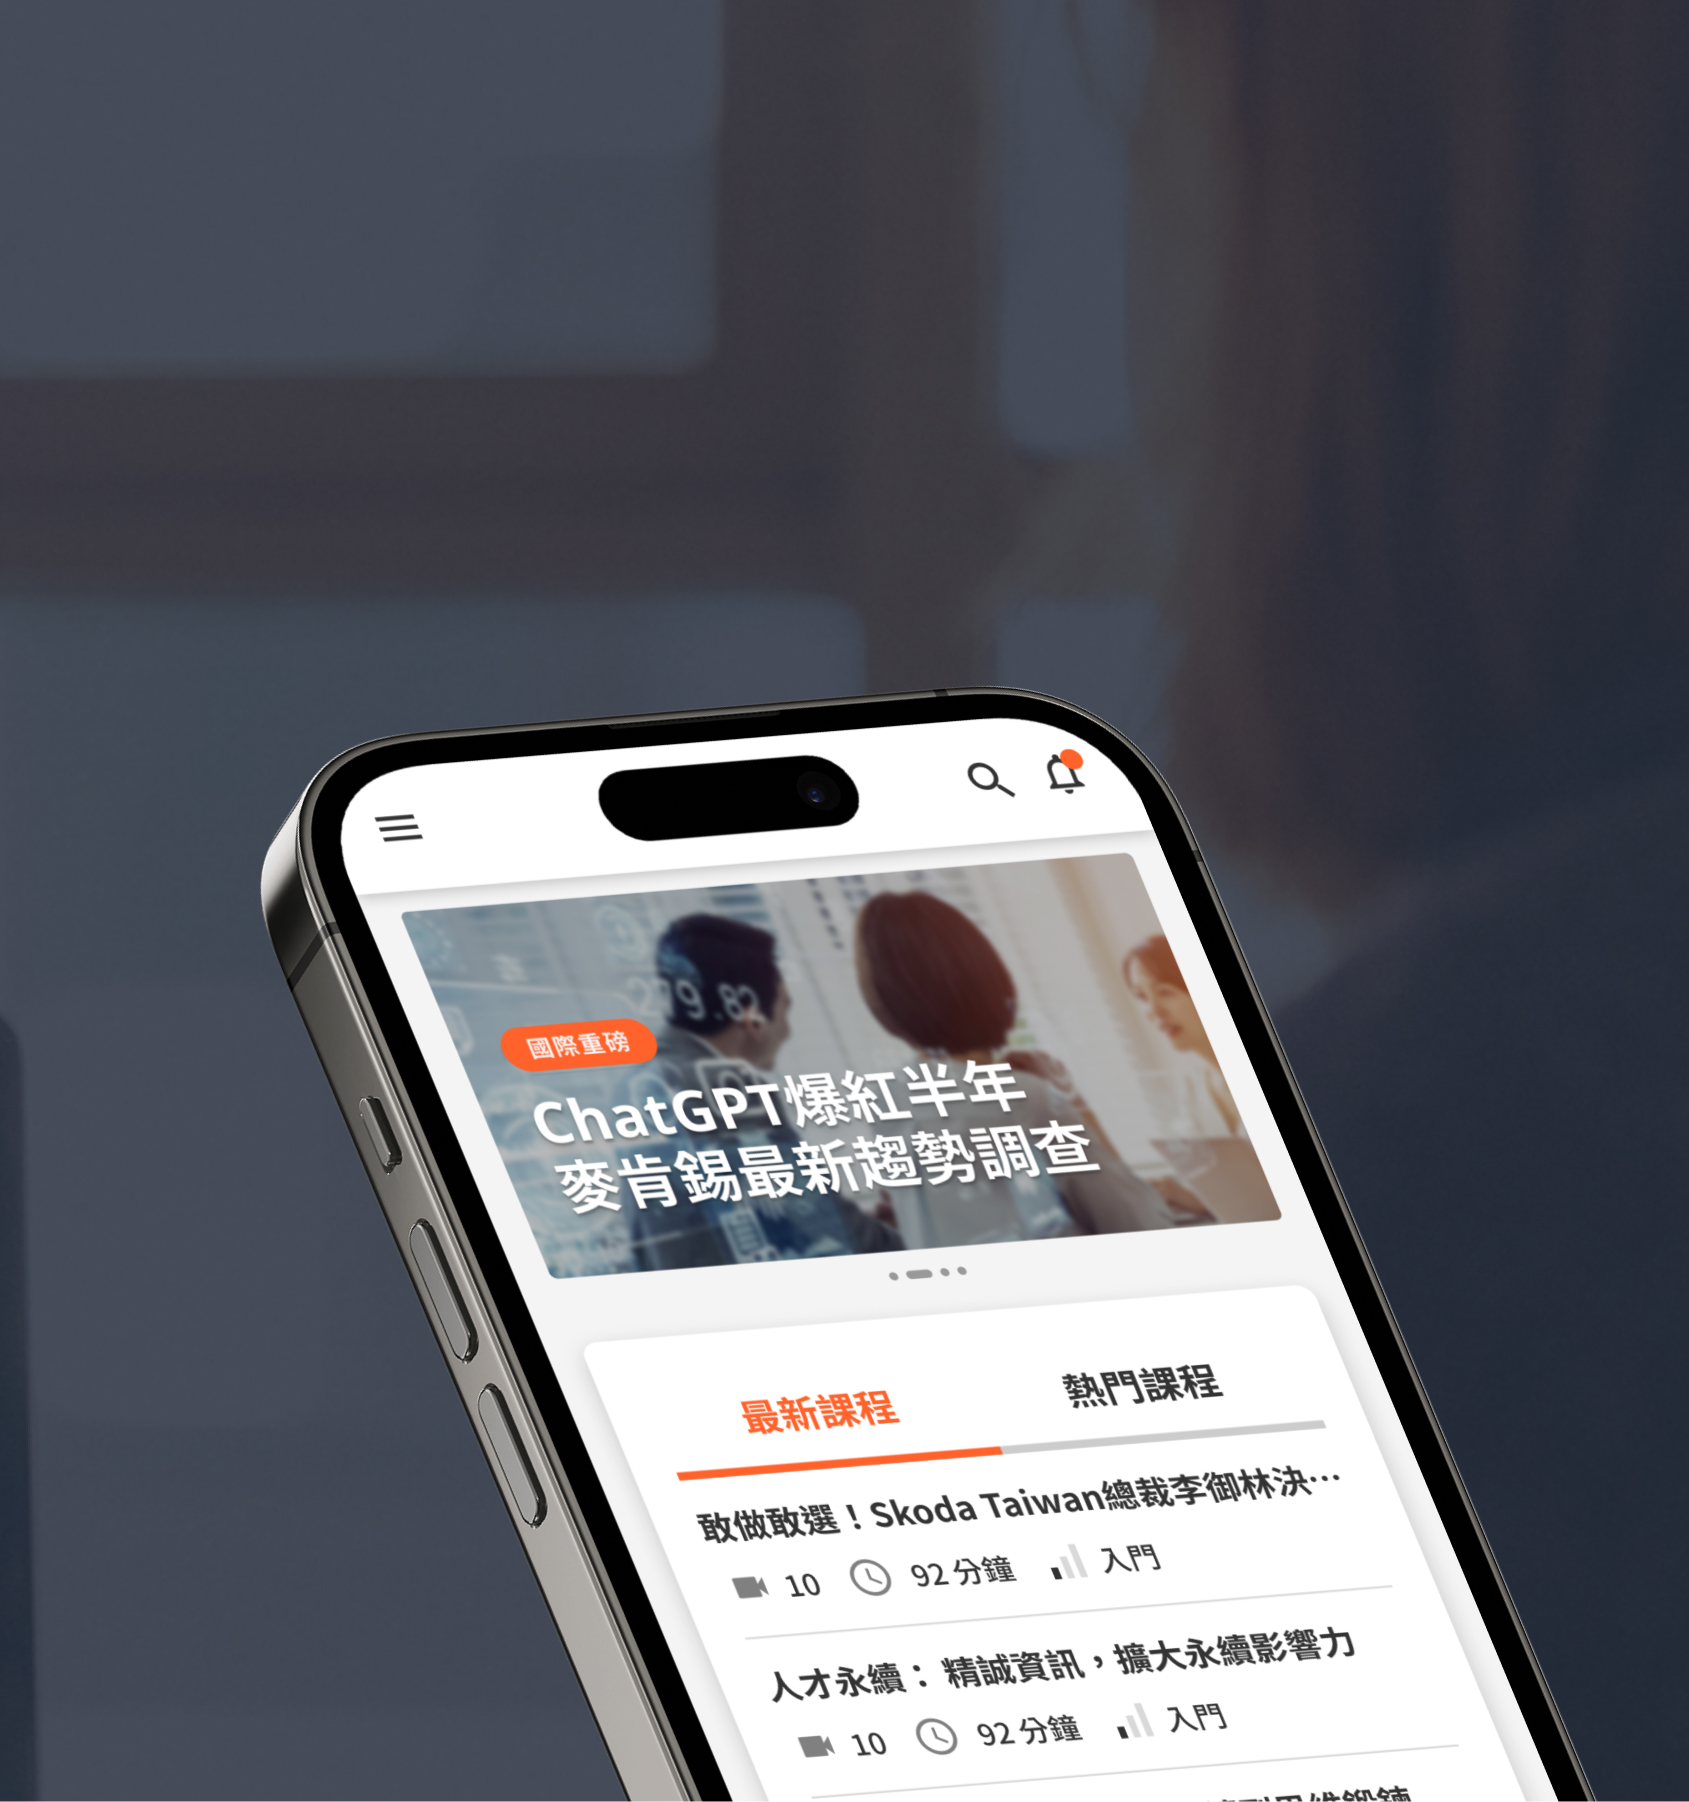 279.82
國際重磅
ChatGPT爆紅半年
麥肯錫最新趨勢調查
最新課程
熱門課程
敢做敢選！Skoda Taiwan總裁李御林決…
10 92 分鐘 入門
人才永續：精誠資訊，擴大永續影響力
10 92 分鐘 入門